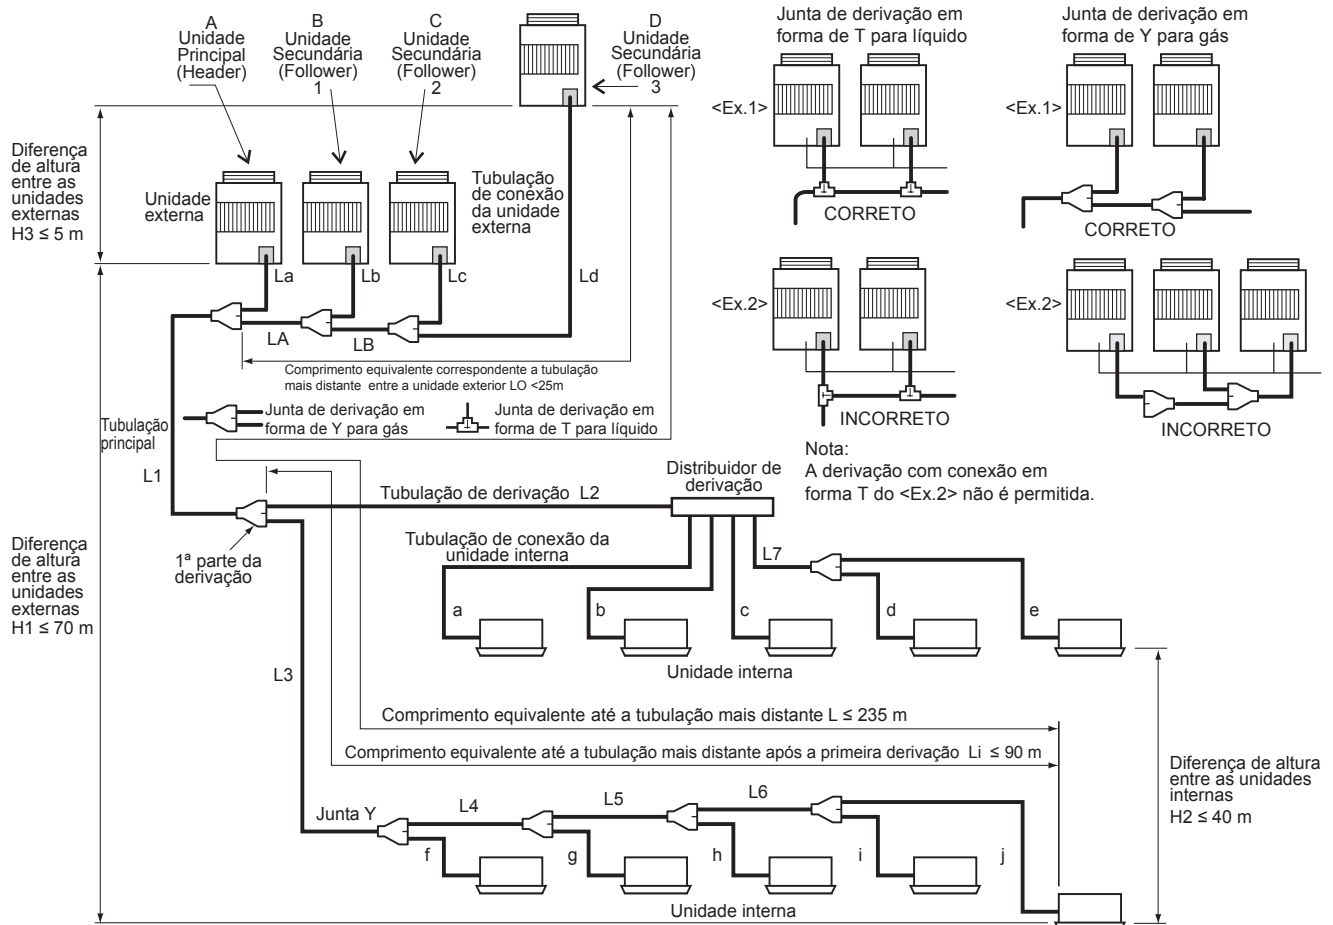 A
Unidade
Principal
(Header)
B
Unidade
Secundária
(Follower)
1
C
Unidade
Secundária
(Follower)
2
D
Unidade
Secundária
(Follower)
3
Diferença
de altura
entre as
unidades
externas
H3 ≤ 5 m
Unidade
externa
Tubulação
de conexão
da unidade
externa
La
Lb
Lc
Ld
LA
LB
Comprimento equivalente correspondente a tubulação
mais distante entre a unidade exterior LO <25m
Junta de derivação em
forma de Y para gás
Junta de derivação em
forma de T para líquido
Tubulação
principal
L1
Junta de derivação em
forma de T para líquido
<Ex.1>
CORRETO
<Ex.2>
INCORRETO
Nota:
A derivação com conexão em
forma T do <Ex.2> não é permitida.
Junta de derivação em
forma de Y para gás
<Ex.1>
CORRETO
<Ex.2>
INCORRETO
Distribuidor de
derivação
Tubulação de derivação L2
1ª parte da
derivação
Tubulação de conexão da
unidade interna
L7
a
b
c
d
e
Unidade interna
Diferença
de altura
entre as
unidades
externas
H1 ≤ 70 m
L3
Comprimento equivalente até a tubulação mais distante L ≤ 235 m
Comprimento equivalente até a tubulação mais distante após a primeira derivação Li ≤ 90 m
Diferença de altura
entre as unidades
internas
H2 ≤ 40 m
Junta Y
L4
L5
L6
f
g
h
i
j
Unidade interna